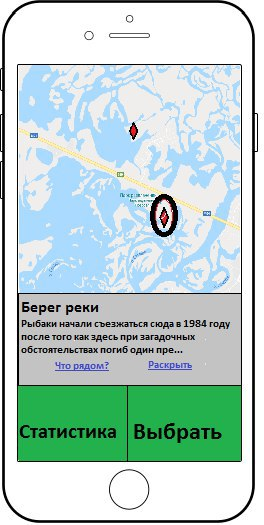 Берег реки
Рыбаки начали съезжаться сюда в 1984 году
после того как здесь при загадочных
обстоятельствах погиб один пре...
Что рядом? Раскрыть
Статистика Выбрать